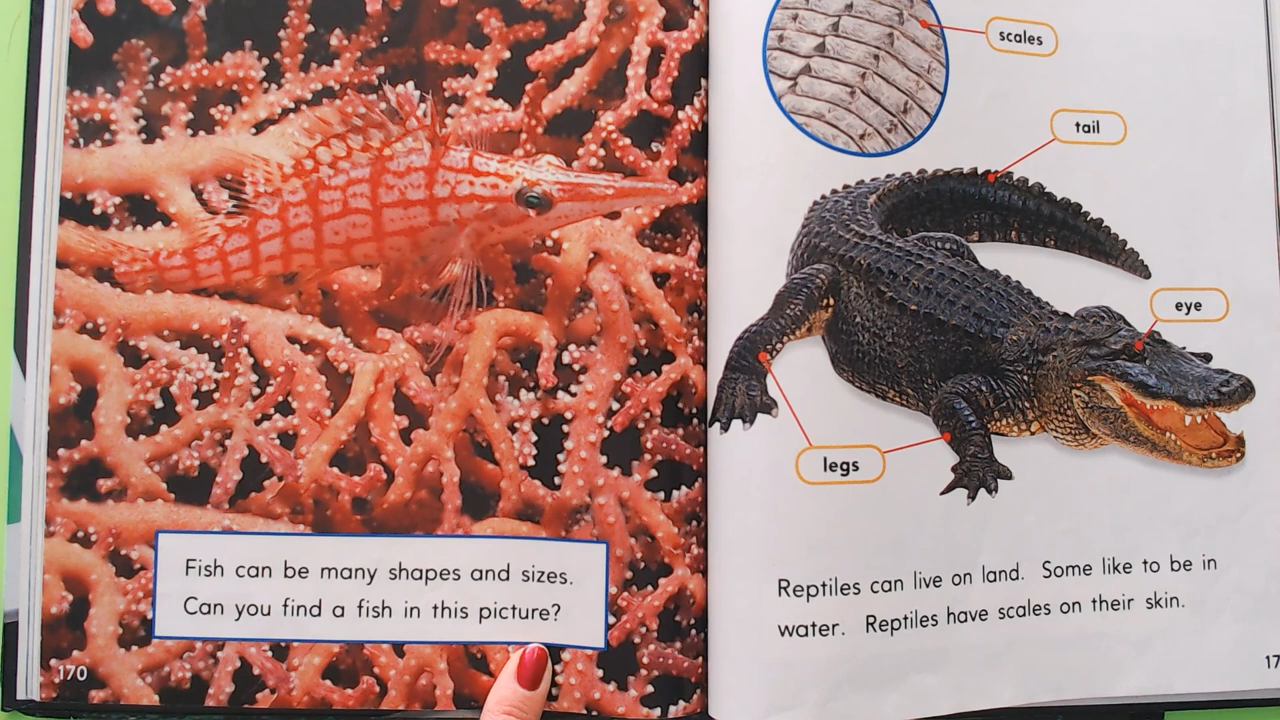 Fish can be many shapes and sizes.
Can you find a fish in this picture?
170
scales
tail
eye
legs
Reptiles can live on land. Some like to be in
water. Reptiles have scales on their skin.